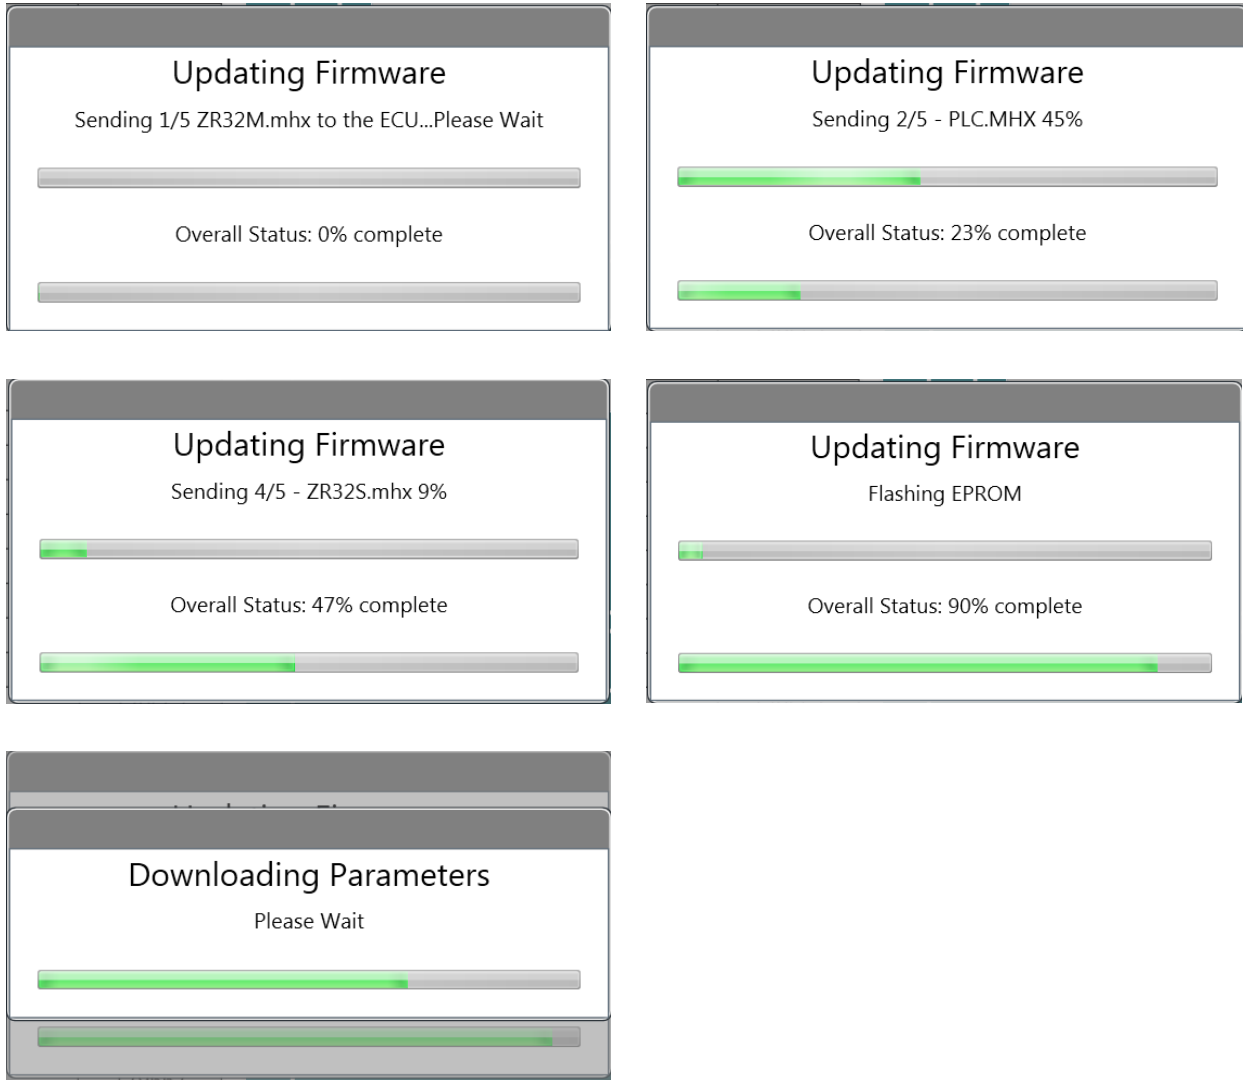 Updating Firmware
Sending 1/5 ZR32M.mhx to the ECU...Please Wait
Overall Status: 0% complete
Updating Firmware
Sending 2/5 - PLC.MHX 45%
Overall Status: 23% complete
Updating Firmware
Sending 4/5 - ZR32S.mhx 9%
Overall Status: 47% complete
Updating Firmware
Flashing EPROM
Overall Status: 90% complete
Downloading Parameters
Please Wait